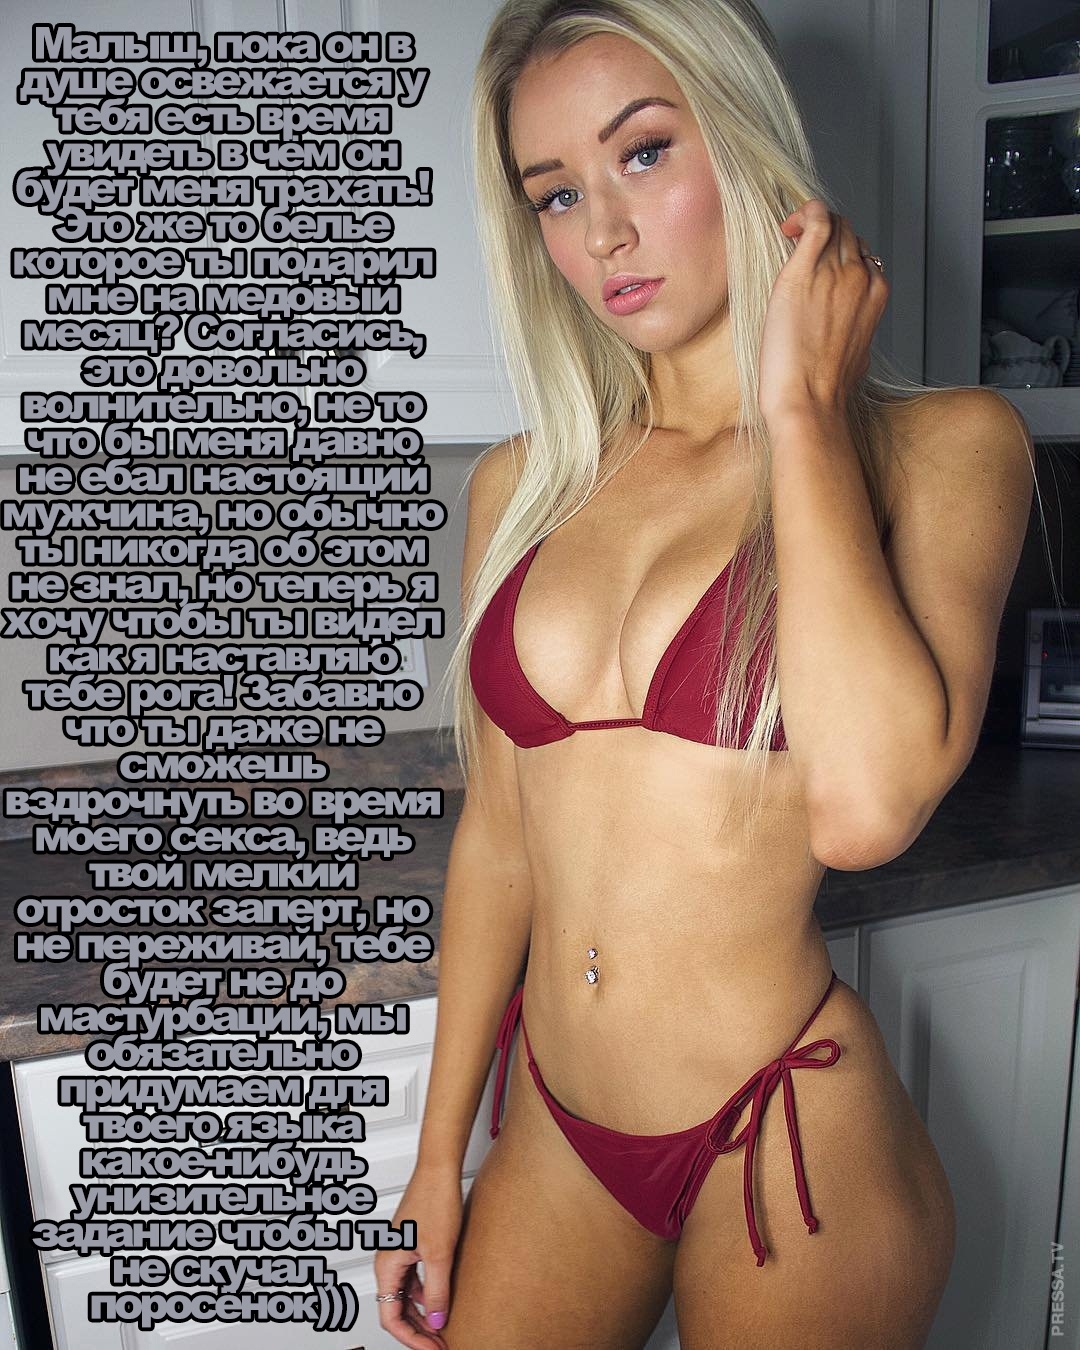 Малыш, пока он в
душе освежается у
тебя есть время
увидеть в чем он
будет меня трахать!
Это же то белье
которое ты подарил
мне на медовый
месяц? Согласись,
это довольно
волнительно, не то
что бы меня давно
не ебал настоящий
мужчина, но обычно
ты никогда об этом
не знал, но теперь я
хочу чтобы ты видел
как я наставляю
тебе рога! Забавно
что ты даже не
сможешь
вздрочнуть во время
моего секса, ведь
твой мелкий
отросток заперт, но
не переживай, тебе
будет не до
мастурбации, мы
обязательно
придумаем для
твоего языка
какое-нибудь
унизительное
задание чтобы ты
не скучал,
поросёнок)))
PRESSA.TV